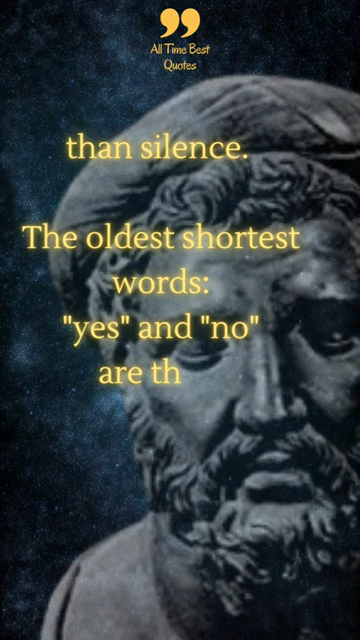 All Time Best
Quotes
than silence.
The oldest shortest
words:
"yes" and "no"
are th